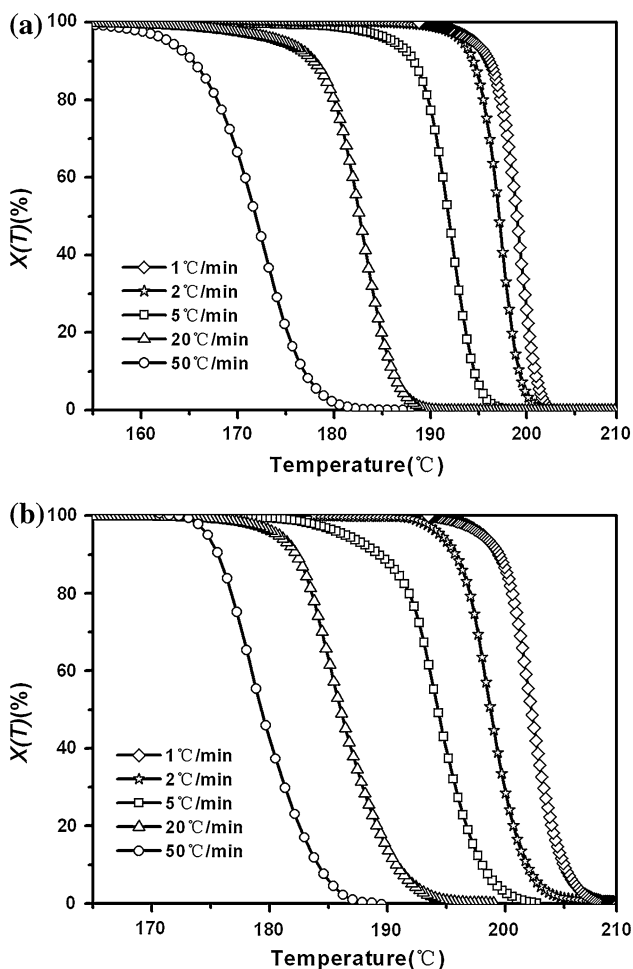 (a)
100
80
60
40
20
0
X(T)(%)
1℃/min
2℃/min
5℃/min
20℃/min
50℃/min
160 170 180 190 200 210
Temperature(℃)
(b)
100
80
60
40
20
0
X(T)(%)
1℃/min
2℃/min
5℃/min
20℃/min
50℃/min
170 180 190 200 210
Temperature(℃)